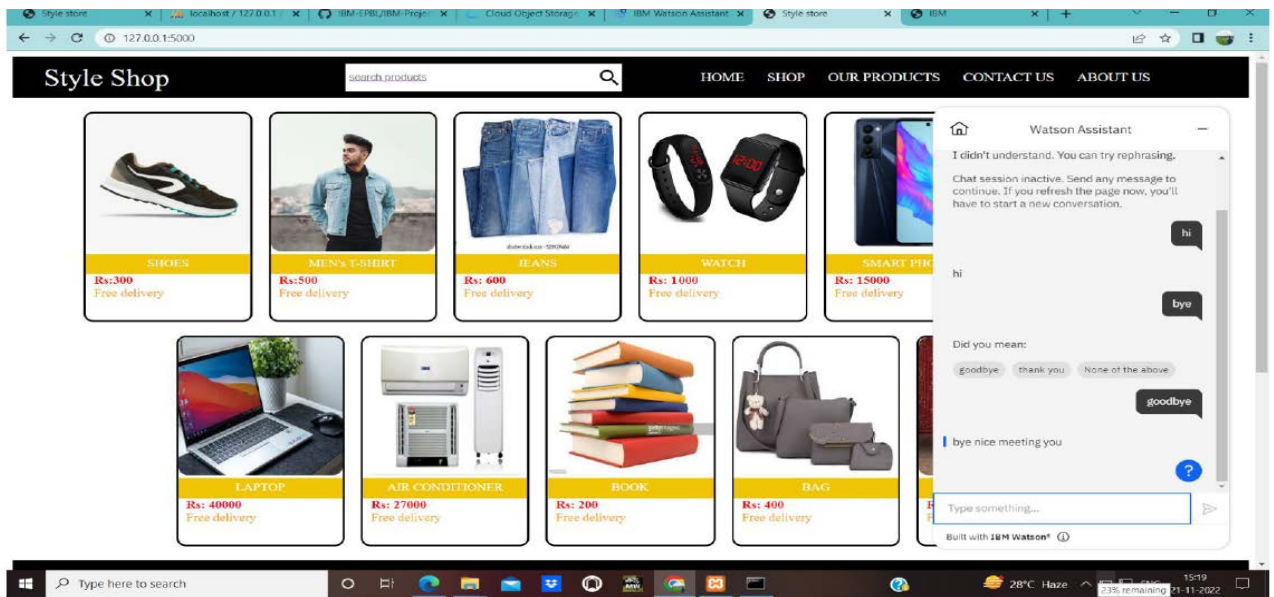 Style store
localhost / 127.0.0.1 /
IBM-EPBL/IBM-Projec
Cloud Object Storage
IBM Watson Assistant
Style store
IBM
127.0.0.1:5000
Style Shop
search products
HOME SHOP OUR PRODUCTS CONTACT US ABOUT US
SHOES
Rs:300
Free delivery
MEN's T-SHIRT
Rs:500
Free delivery
JEANS
Rs: 600
Free delivery
WATCH
Rs: 1000
Free delivery
SMART PHO
Rs: 15000
Free delivery
LAPTOP
Rs: 40000
Free delivery
AIR CONDITIONER
Rs: 27000
Free delivery
BOOK
Rs: 200
Free delivery
BAG
Rs: 400
Free delivery
Watson Assistant
I didn't understand. You can try rephrasing.
Chat session inactive. Send any message to
continue. If you refresh the page now, you'll
have to start a new conversation.
hi
hi
bye
Did you mean:
goodbye thank you None of the above
goodbye
bye nice meeting you
?
Type something...
Built with IBM Watson®
Type here to search
28°C Haze
15:19
23% remaining 21-11-2022